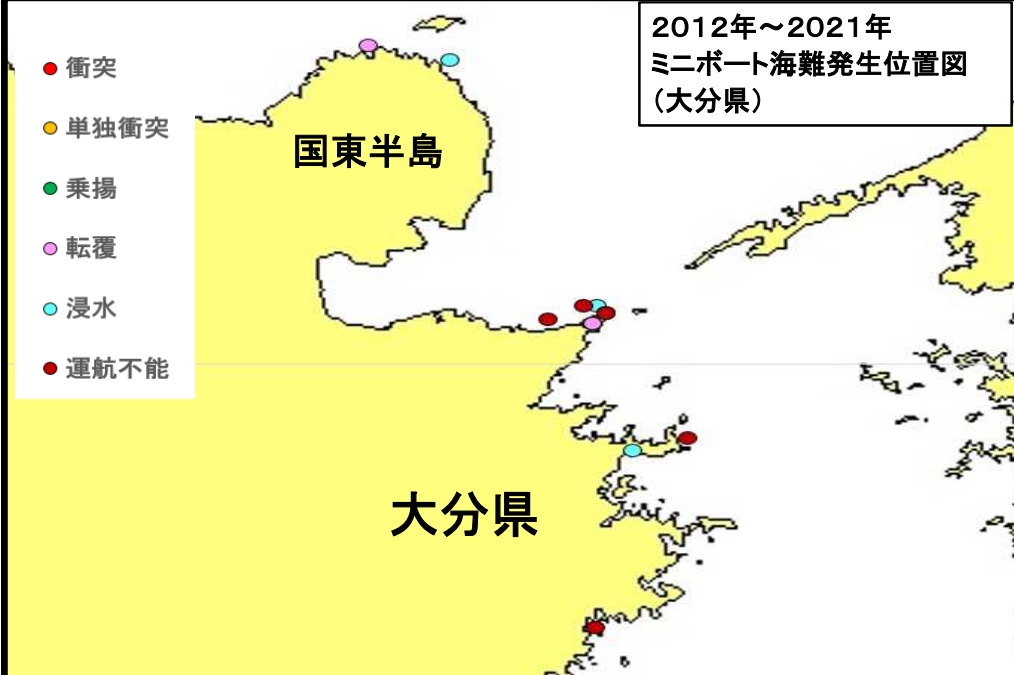 2012年～2021年
ミニボート海難発生位置図
（大分県）
衝突
単独衝突
乗揚
転覆
浸水
運航不能
国東半島
大分県